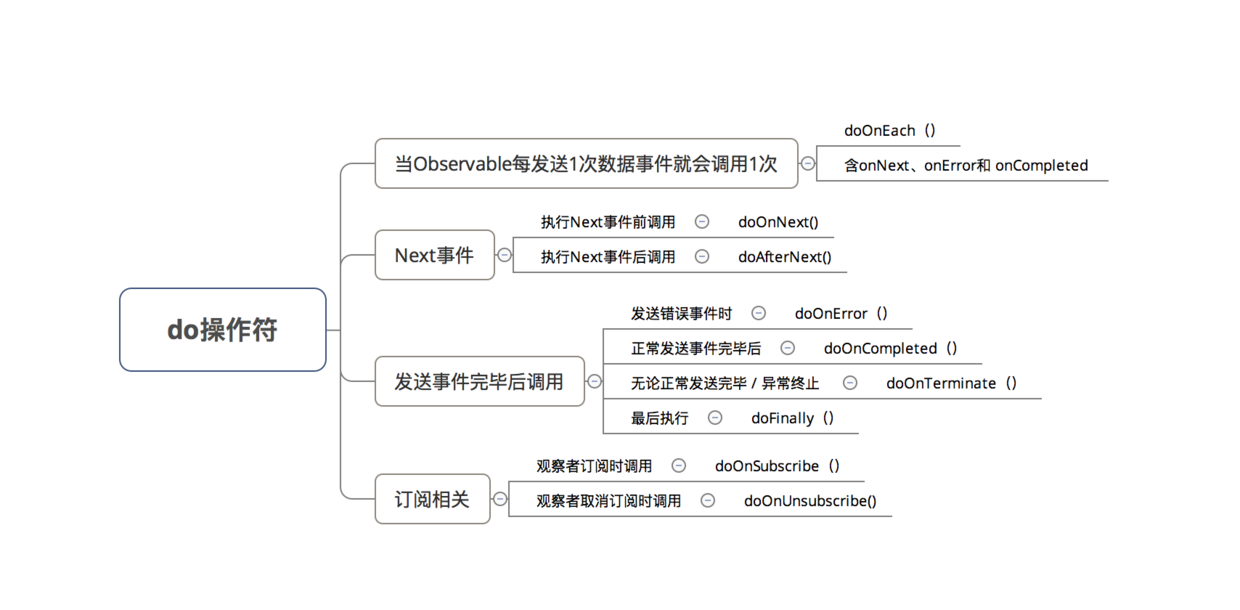 do操作符
当Observable每发送1次数据事件就会调用1次
doOnEach（）
含onNext、onError和 onCompleted
Next事件
执行Next事件前调用
doOnNext()
执行Next事件后调用
doAfterNext()
发送事件完毕后调用
发送错误事件时
doOnError（）
正常发送事件完毕后
doOnCompleted（）
无论正常发送完毕 / 异常终止
doOnTerminate（）
最后执行
doFinally（）
订阅相关
观察者订阅时调用
doOnSubscribe（）
观察者取消订阅时调用
doOnUnsubscribe()